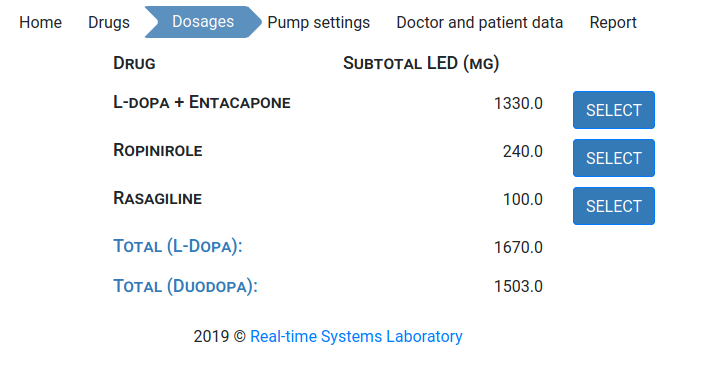 Home Drugs Dosages Pump settings Doctor and patient data Report
Drug Subtotal LED (mg)
L-dopa + Entacapone 1330.0 SELECT
Ropinirole 240.0 SELECT
Rasagiline 100.0 SELECT
Total (L-Dopa): 1670.0
Total (Duodopa): 1503.0
2019 © Real-time Systems Laboratory